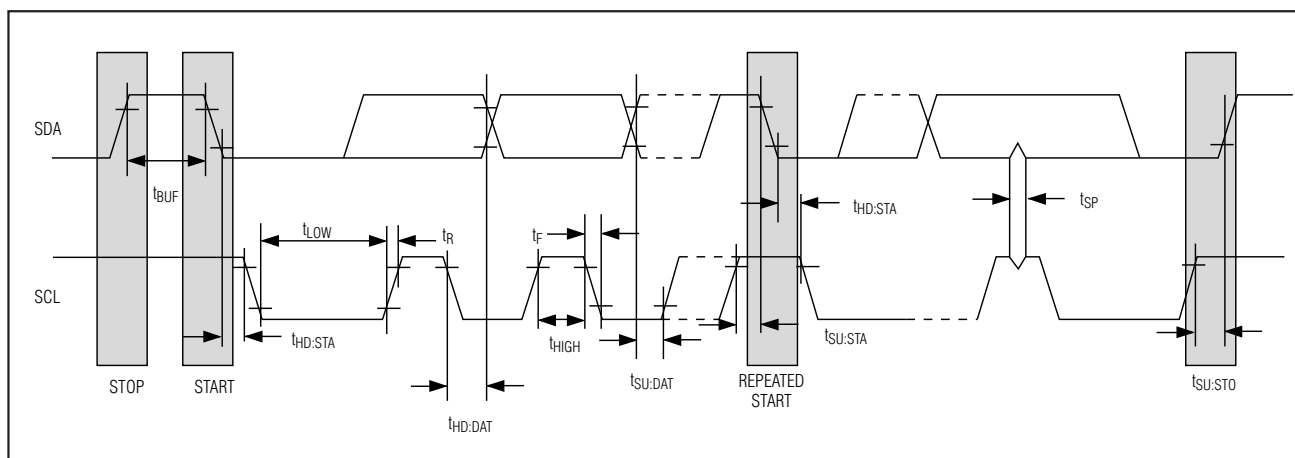 SDA
tBUF
tLOW
tR
tF
tHD:STA
tSP
SCL
tHD:STA
tHIGH
tSU:STA
tSU:DAT
tSU:STO
STOP
START
REPEATED
START
tHD:DAT